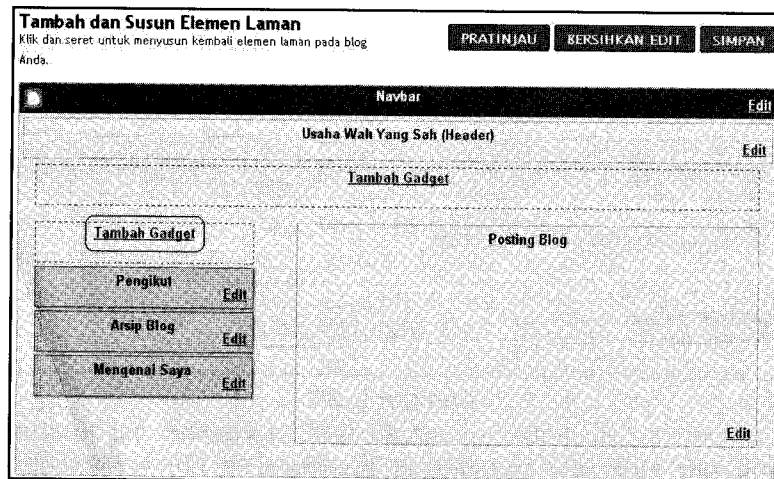 Tambah dan Susun Elemen Laman
Klik dan seret untuk menyusun kembali elemen laman pada blog
Anda.
PRATINJAU BERSIHKAN EDIT SIMPAN
Navbar
Edit
Usaha Wah Yang Sah (Header)
Edit
Tambah Gadget
Tambah Gadget
Pengikut
Edit
Arsip Blog
Edit
Mengenai Saya
Edit
Posting Blog
Edit